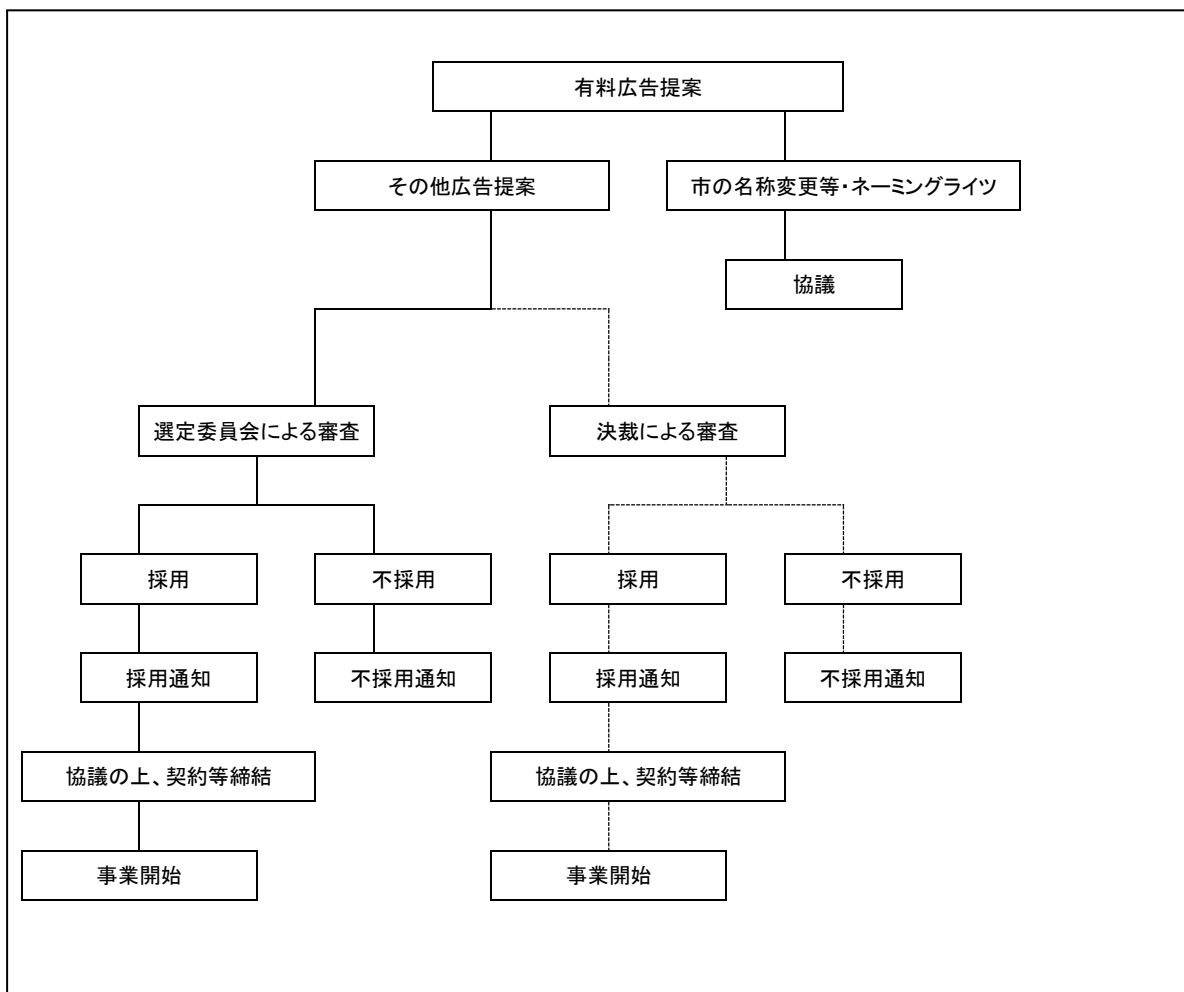 有料広告提案
その他広告提案
市の名称変更等・ネーミングライツ
協議
選定委員会による審査
決裁による審査
採用
不採用
採用
不採用
採用通知
不採用通知
採用通知
不採用通知
協議の上、契約等締結
協議の上、契約等締結
事業開始
事業開始